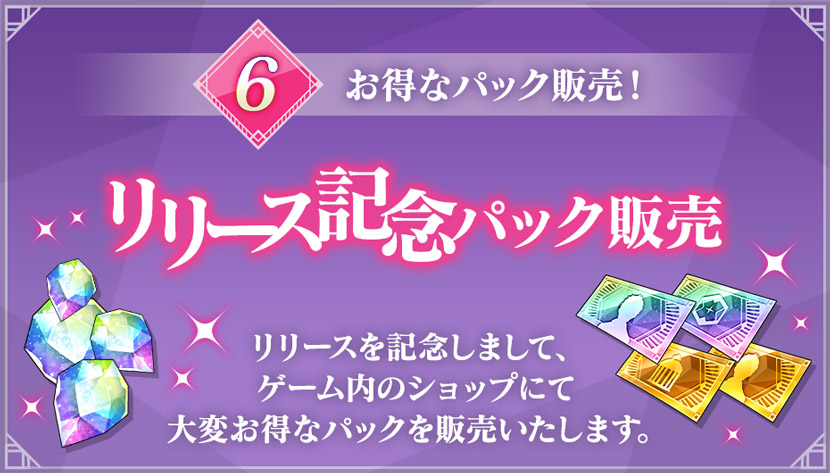 6
お得なパック販売！
リリース記念パック販売
リリースを記念しまして、
ゲーム内のショップにて
大変お得なパックを販売いたします。